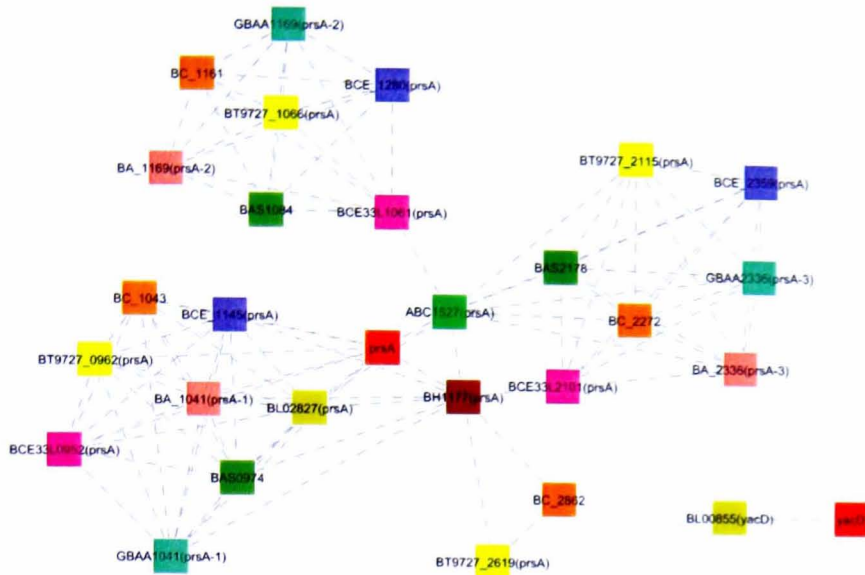 GBAA1169(prsA-2)
BC_1161
BCE_1280(prsA)
BT9727_1066(prsA)
BA_1169(prsA-2)
BAS1084
BCE33L1061(prsA)
BT9727_2115(prsA)
BCE_2359(prsA)
BAS2178
GBAA2336(prsA-3)
BC_1043
BCE_1145(prsA)
ABC1527(prsA)
BC_2272
prsA
BT9727_0962(prsA)
BA_2336(prsA-3)
BA_1041(prsA-1)
BL02827(prsA)
BH1177(prsA)
BCE33L2101(prsA)
BCE33L0952(prsA)
BAS0974
BC_2862
BL00855(yacD)
yacD
GBAA1041(prsA-1)
BT9727_2619(prsA)